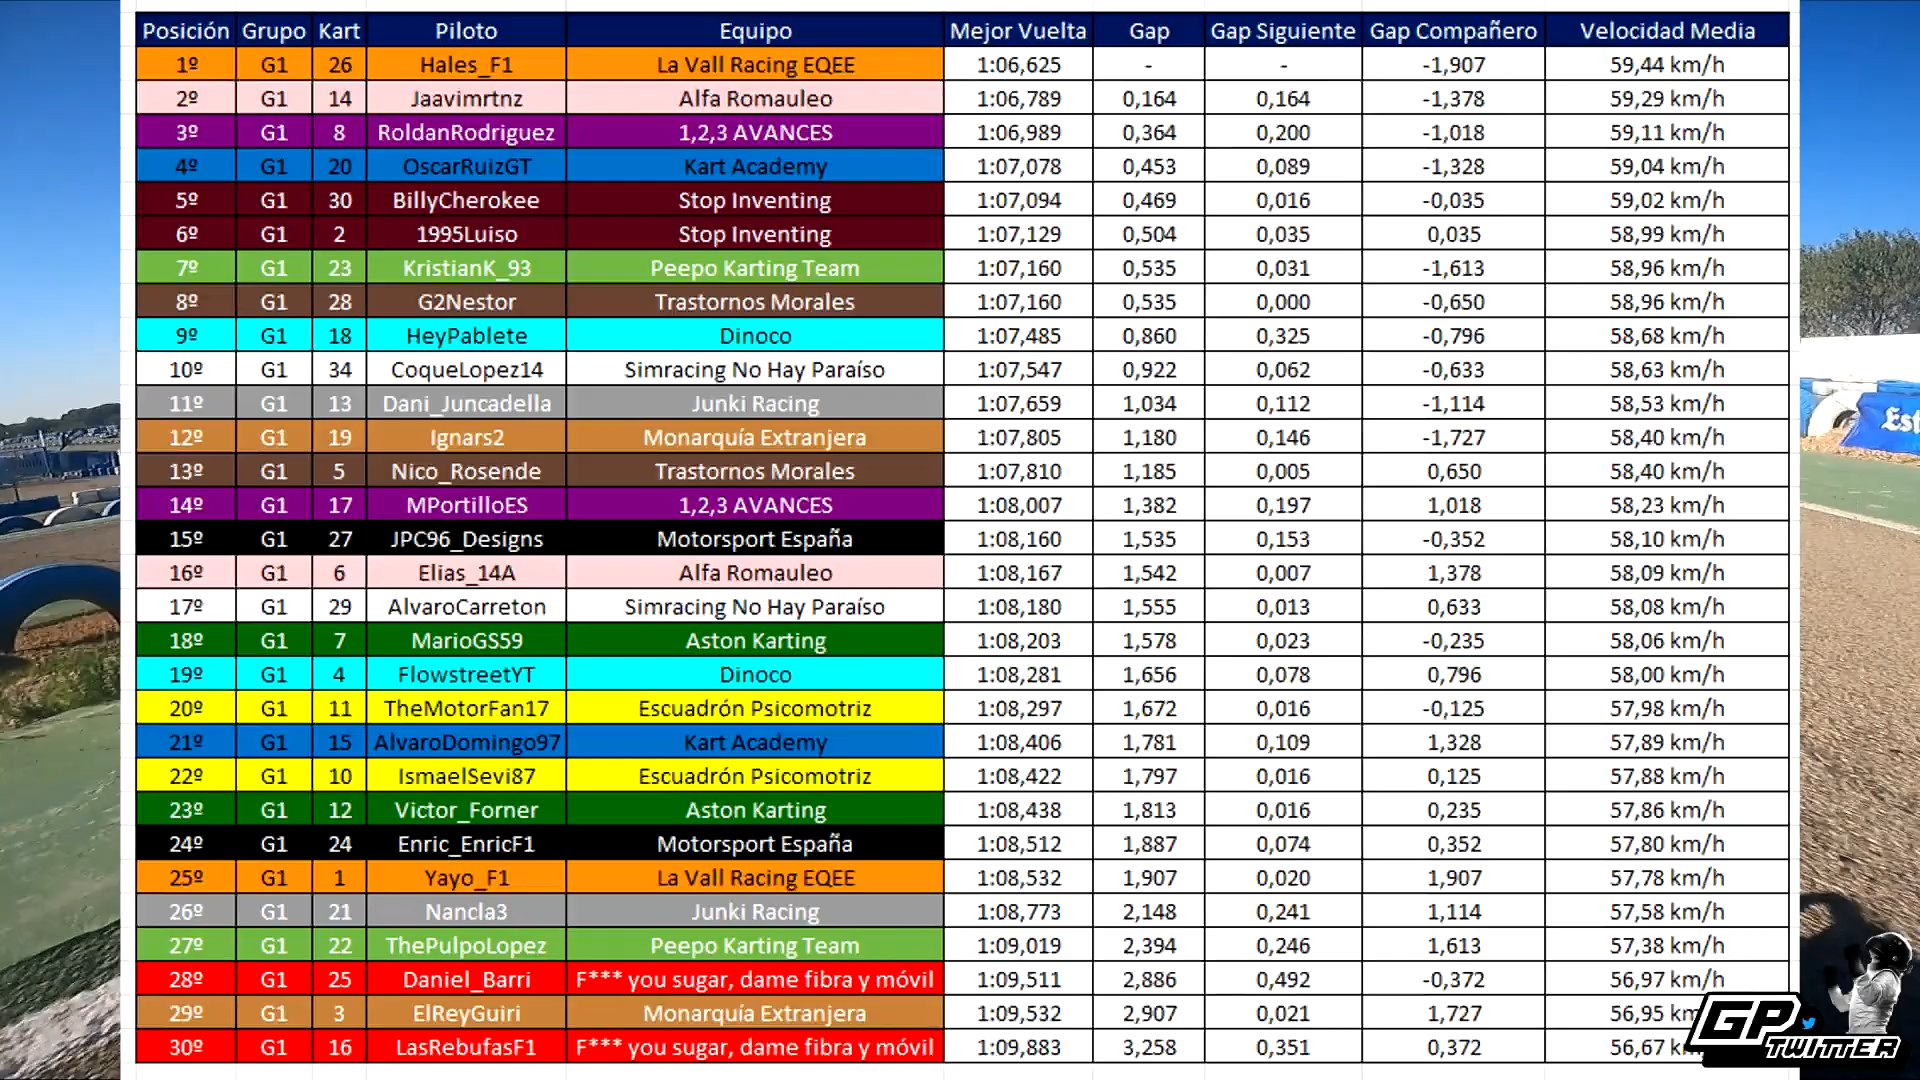 Posición Grupo Kart Piloto Equipo Mejor Vuelta Gap Gap Siguiente Gap Compañero Velocidad Media
1º G1 26 Hales_F1 La Vall Racing EQEE 1:06,625 - - -1,907 59,44 km/h
2º G1 14 Jaavimrtnz Alfa Romauleo 1:06,789 0,164 0,164 -1,378 59,29 km/h
3º G1 8 RoldanRodriguez 1,2,3 AVANCES 1:06,989 0,364 0,200 -1,018 59,11 km/h
4º G1 20 OscarRuizGT Kart Academy 1:07,078 0,453 0,089 -1,328 59,04 km/h
5º G1 30 BillyCherokee Stop Inventing 1:07,094 0,469 0,016 -0,035 59,02 km/h
6º G1 2 1995Luiso Stop Inventing 1:07,129 0,504 0,035 0,035 58,99 km/h
7º G1 23 KristianK_93 Peepo Karting Team 1:07,160 0,535 0,031 -1,613 58,96 km/h
8º G1 28 G2Nestor Trastornos Morales 1:07,160 0,535 0,000 -0,650 58,96 km/h
9º G1 18 HeyPablete Dinoco 1:07,485 0,860 0,325 -0,796 58,68 km/h
10º G1 34 CoqueLopez14 Simracing No Hay Paraíso 1:07,547 0,922 0,062 -0,633 58,63 km/h
11º G1 13 Dani_Juncadella Junki Racing 1:07,659 1,034 0,112 -1,114 58,53 km/h
12º G1 19 Ignars2 Monarquía Extranjera 1:07,805 1,180 0,146 -1,727 58,40 km/h
13º G1 5 Nico_Rosende Trastornos Morales 1:07,810 1,185 0,005 0,650 58,40 km/h
14º G1 17 MPortilloES 1,2,3 AVANCES 1:08,007 1,382 0,197 1,018 58,23 km/h
15º G1 27 JPC96_Designs Motorsport España 1:08,160 1,535 0,153 -0,352 58,10 km/h
16º G1 6 Elias_14A Alfa Romauleo 1:08,167 1,542 0,007 1,378 58,09 km/h
17º G1 29 AlvaroCarreton Simracing No Hay Paraíso 1:08,180 1,555 0,013 0,633 58,08 km/h
18º G1 7 MarioGS59 Aston Karting 1:08,203 1,578 0,023 -0,235 58,06 km/h
19º G1 4 FlowstreetYT Dinoco 1:08,281 1,656 0,078 0,796 58,00 km/h
20º G1 11 TheMotorFan17 Escuadrón Psicomotriz 1:08,297 1,672 0,016 -0,125 57,98 km/h
21º G1 15 AlvaroDomingo97 Kart Academy 1:08,406 1,781 0,109 1,328 57,89 km/h
22º G1 10 IsmaelSevi87 Escuadrón Psicomotriz 1:08,422 1,797 0,016 0,125 57,88 km/h
23º G1 12 Victor_Forner Aston Karting 1:08,438 1,813 0,016 0,235 57,86 km/h
24º G1 24 Enric_EnricF1 Motorsport España 1:08,512 1,887 0,074 0,352 57,80 km/h
25º G1 1 Yayo_F1 La Vall Racing EQEE 1:08,532 1,907 0,020 1,907 57,78 km/h
26º G1 21 Nancla3 Junki Racing 1:08,773 2,148 0,241 1,114 57,58 km/h
27º G1 22 ThePulpoLopez Peepo Karting Team 1:09,019 2,394 0,246 1,613 57,38 km/h
28º G1 25 Daniel_Barri F*** you sugar, dame fibra y móvil 1:09,511 2,886 0,492 -0,372 56,97 km/h
29º G1 3 ElReyGuiri Monarquía Extranjera 1:09,532 2,907 0,021 1,727 56,95
30º G1 16 LasRebufasF1 F*** you sugar, dame fibra y móvil 1:09,883 3,258 0,351 0,372 56,67
GP
TWITTER